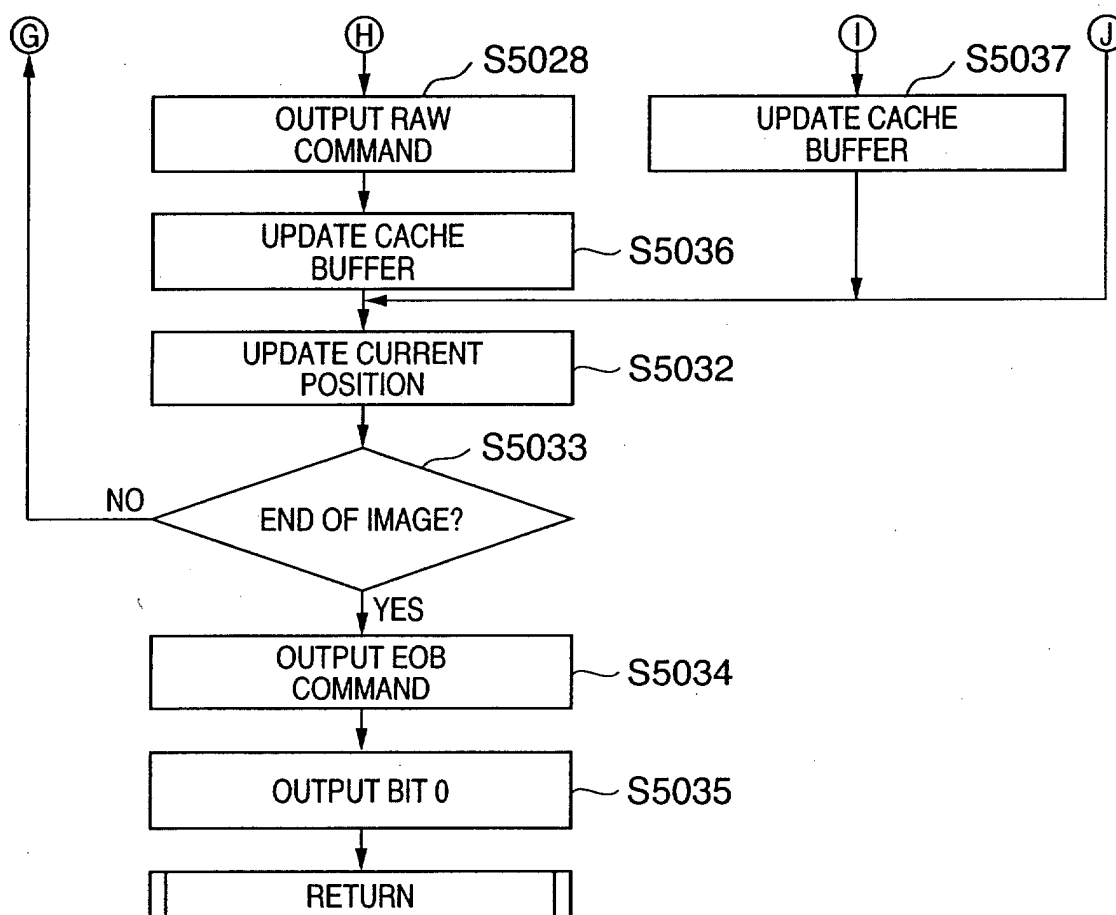 G
H
I
J
S5028
S5037
OUTPUT RAW
COMMAND
UPDATE CACHE
BUFFER
UPDATE CACHE
BUFFER
S5036
UPDATE CURRENT
POSITION
S5032
S5033
NO
END OF IMAGE?
YES
OUTPUT EOB
COMMAND
S5034
OUTPUT BIT 0
S5035
RETURN